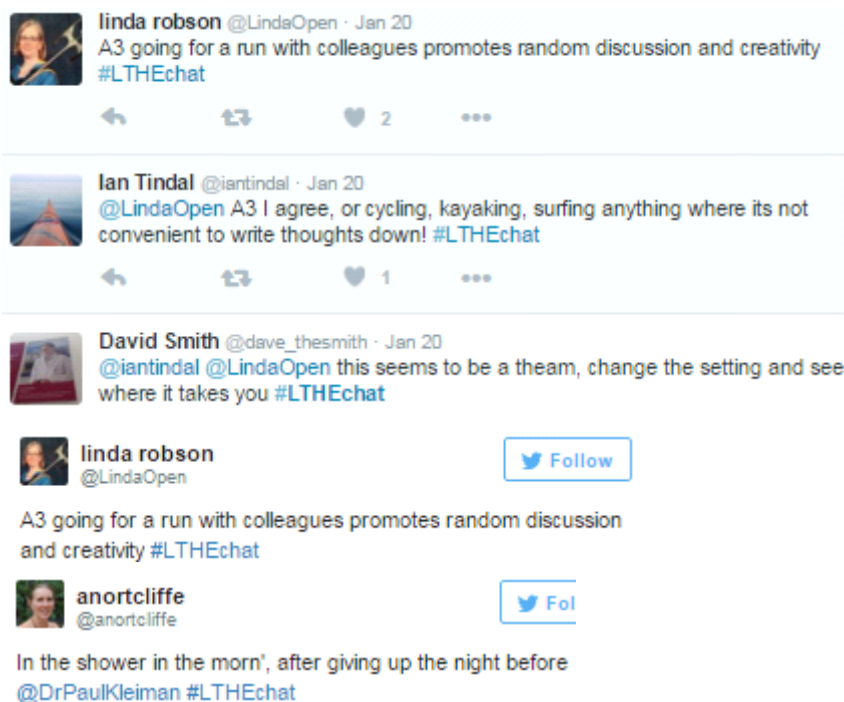 linda robson @LindaOpen · Jan 20
A3 going for a run with colleagues promotes random discussion and creativity
#LTHEchat
2
Ian Tindal @iantindal · Jan 20
@LindaOpen A3 I agree, or cycling, kayaking, surfing anything where its not
convenient to write thoughts down! #LTHEchat
1
David Smith @dave_thesmith · Jan 20
@iantindal @LindaOpen this seems to be a theam, change the setting and see
where it takes you #LTHEchat
linda robson
Follow
@LindaOpen
A3 going for a run with colleagues promotes random discussion
and creativity #LTHEchat
anortcliffe
Fol
@anortcliffe
In the shower in the morn', after giving up the night before
@DrPaulKleiman #LTHEchat